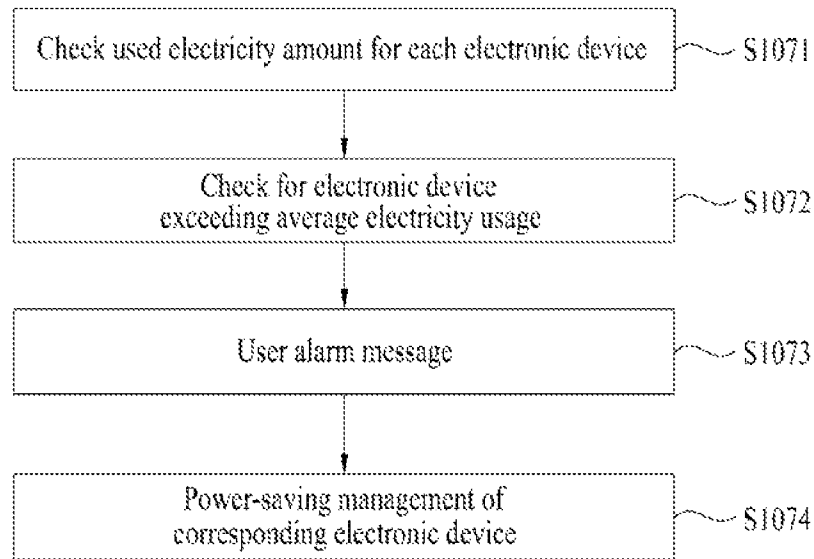 Check used electricity amount for each electronic device
S1071
Check for electronic device
exceeding average electricity usage
S1072
User alarm message
S1073
Power-saving management of
corresponding electronic device
S1074